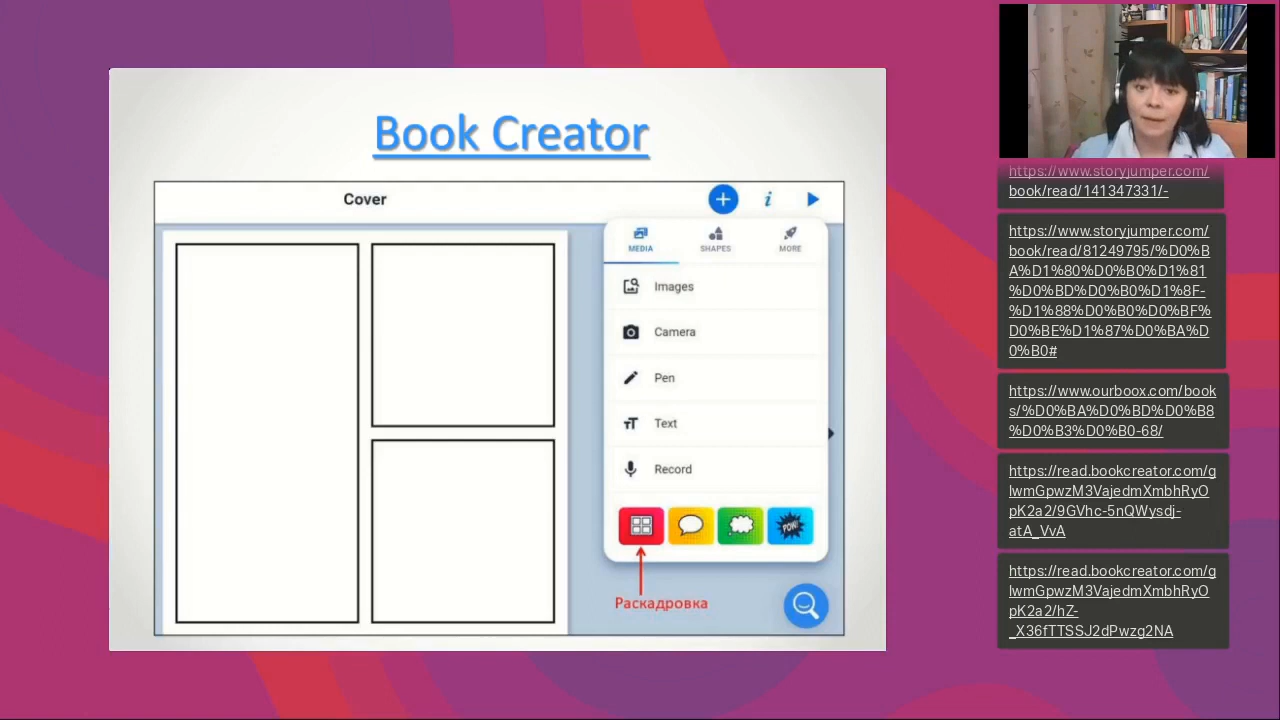 Book Creator
Cover
i
MEDIA
SHAPES
MORE
Images
Camera
Pen
Text
Record
POW!
Раскадровка
https://www.storyjumper.com/
book/read/141347331/-
https://www.storyjumper.com/
book/read/81249795/%D0%B
A%D1%80%D0%B0%D1%81
%D0%BD%D0%B0%D1%8F-
%D1%88%D0%B0%D0%BF%
D0%BE%D1%87%D0%BA%D
0%B0#
https://www.ourboox.com/book
s/%D0%BA%D0%BD%D0%B8
%D0%B3%D0%B0-68/
https://read.bookcreator.com/g
lwmGpwzM3VajedmXmbhRyO
pK2a2/9GVhc-5nQWysdj-
atA_VvA
https://read.bookcreator.com/g
lwmGpwzM3VajedmXmbhRyO
pK2a2/hZ-
_X36fTTSSJ2dPwzg2NA